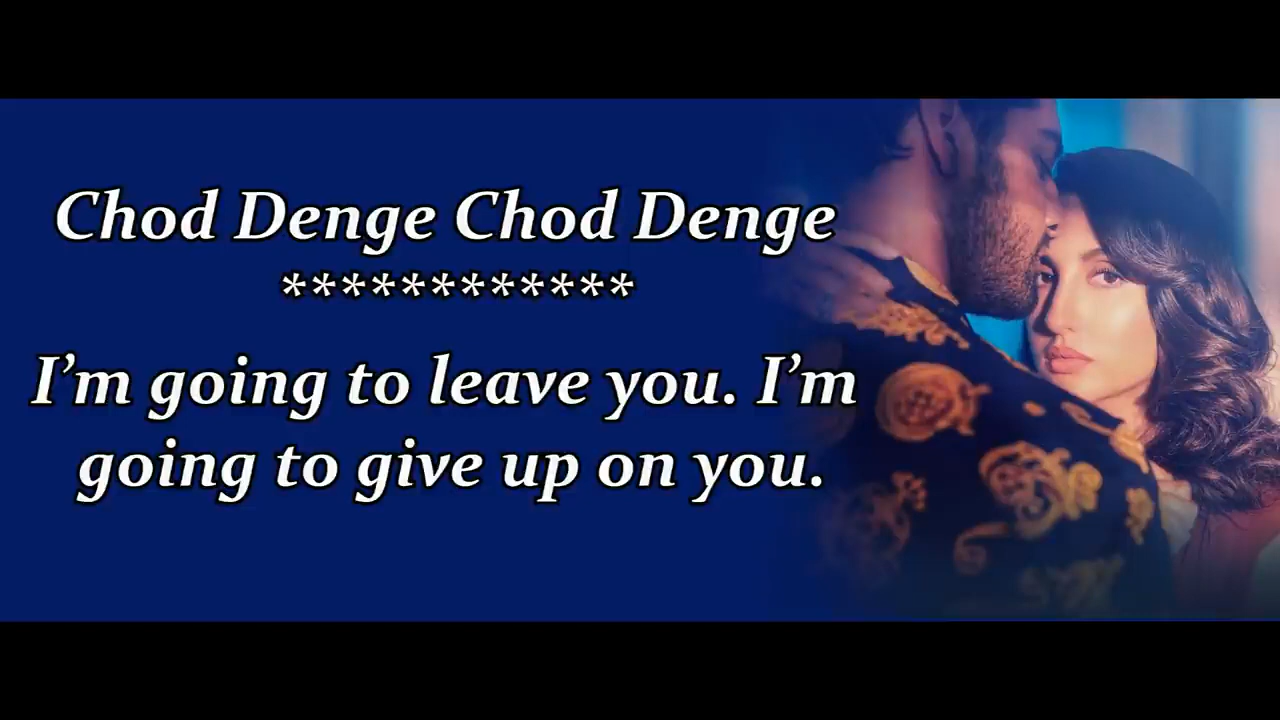 Chod Denge Chod Denge
************
I’m going to leave you. I’m
going to give up on you.